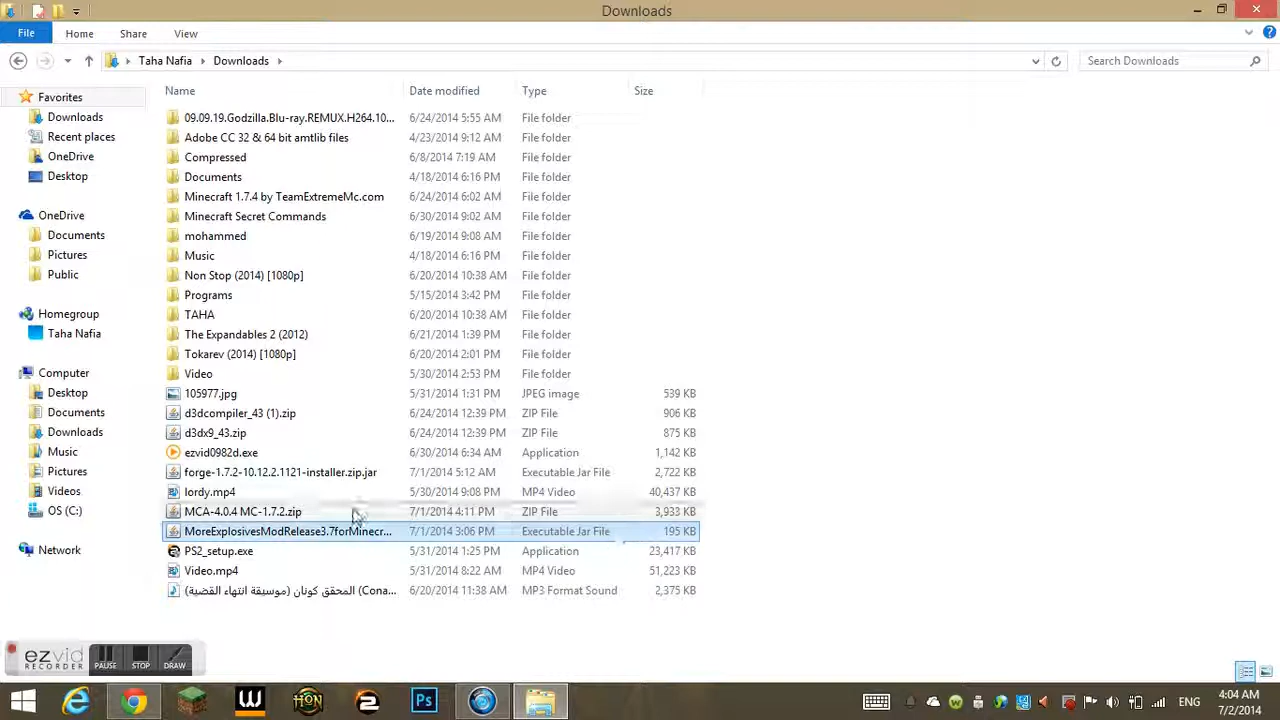 Downloads
File Home Share View
Taha Nafia Downloads Search Downloads
Name Date modified Type Size
Favorites
Downloads
Recent places
OneDrive
Desktop
OneDrive
Documents
Pictures
Public
Homegroup
Taha Nafia
Computer
Desktop
Documents
Downloads
Music
Pictures
Videos
OS (C:)
Network
09.09.19.Godzilla.Blu-ray.REMUX.H264.10... 6/24/2014 5:55 AM File folder
Adobe CC 32 & 64 bit amtlib files 4/23/2014 9:12 AM File folder
Compressed 6/8/2014 7:19 AM File folder
Documents 4/18/2014 6:16 PM File folder
Minecraft 1.7.4 by TeamExtremeMc.com 6/24/2014 6:02 AM File folder
Minecraft Secret Commands 6/30/2014 9:02 AM File folder
mohammed 6/19/2014 9:08 AM File folder
Music 4/18/2014 6:16 PM File folder
Non Stop (2014) [1080p] 6/20/2014 10:38 AM File folder
Programs 5/15/2014 3:42 PM File folder
TAHA 6/20/2014 10:38 AM File folder
The Expandables 2 (2012) 6/21/2014 1:39 PM File folder
Tokarev (2014) [1080p] 6/20/2014 2:01 PM File folder
Video 5/30/2014 2:53 PM File folder
105977.jpg 5/31/2014 1:31 PM JPEG image 539 KB
d3dcompiler_43 (1).zip 6/24/2014 12:39 PM ZIP File 906 KB
d3dx9_43.zip 6/24/2014 12:39 PM ZIP File 875 KB
ezvid0982d.exe 6/30/2014 6:34 AM Application 1,142 KB
forge-1.7.2-10.12.2.1121-installer.zip.jar 7/1/2014 5:12 AM Executable Jar File 2,722 KB
lordy.mp4 5/30/2014 9:08 PM MP4 Video 40,437 KB
MCA-4.0.4 MC-1.7.2.zip 7/1/2014 4:11 PM ZIP File 3,933 KB
MoreExplosivesModRelease3.7forMinecr... 7/1/2014 3:06 PM Executable Jar File 195 KB
PS2_setup.exe 5/31/2014 1:25 PM Application 23,417 KB
Video.mp4 5/31/2014 8:22 AM MP4 Video 51,223 KB
المحقق كونان (موسيقة انتهاء القضية) (Cona... 6/20/2014 11:38 AM MP3 Format Sound 2,375 KB
ezvid RECORDER PAUSE STOP DRAW
W HON 2 Ps ENG 4:04 AM
7/2/2014